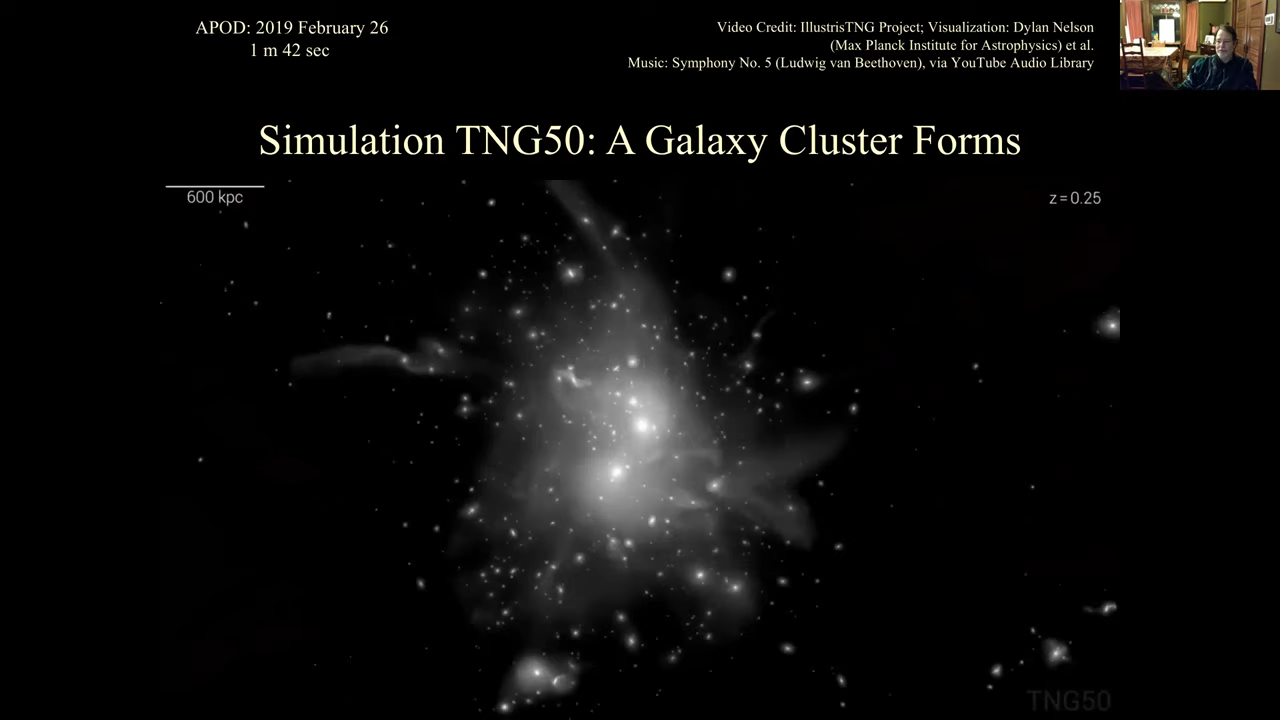 APOD: 2019 February 26
1 m 42 sec
Video Credit: IllustrisTNG Project; Visualization: Dylan Nelson
(Max Planck Institute for Astrophysics) et al.
Music: Symphony No. 5 (Ludwig van Beethoven), via YouTube Audio Library
Simulation TNG50: A Galaxy Cluster Forms
600 kpc
z = 0.25
TNG50